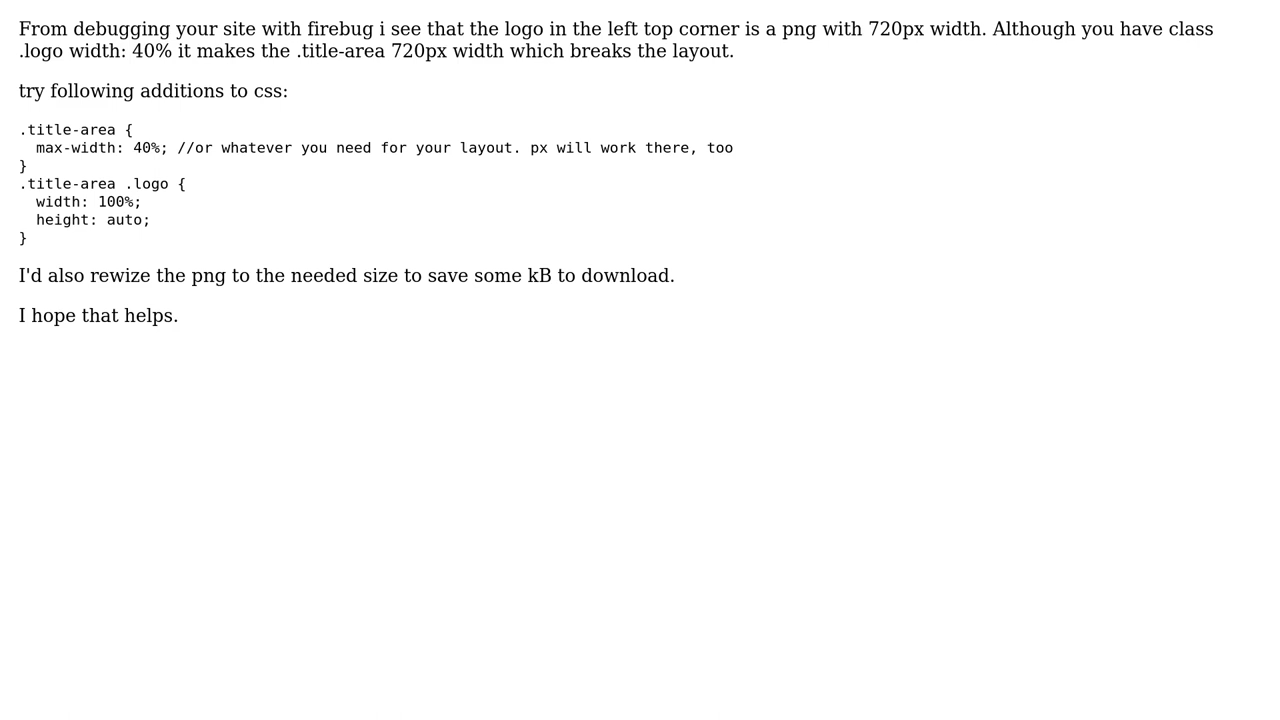 From debugging your site with firebug i see that the logo in the left top corner is a png with 720px width. Although you have class
.logo width: 40% it makes the .title-area 720px width which breaks the layout.
try following additions to css:
.title-area {
  max-width: 40%; //or whatever you need for your layout. px will work there, too
}
.title-area .logo {
  width: 100%;
  height: auto;
}
I'd also rewize the png to the needed size to save some kB to download.
I hope that helps.